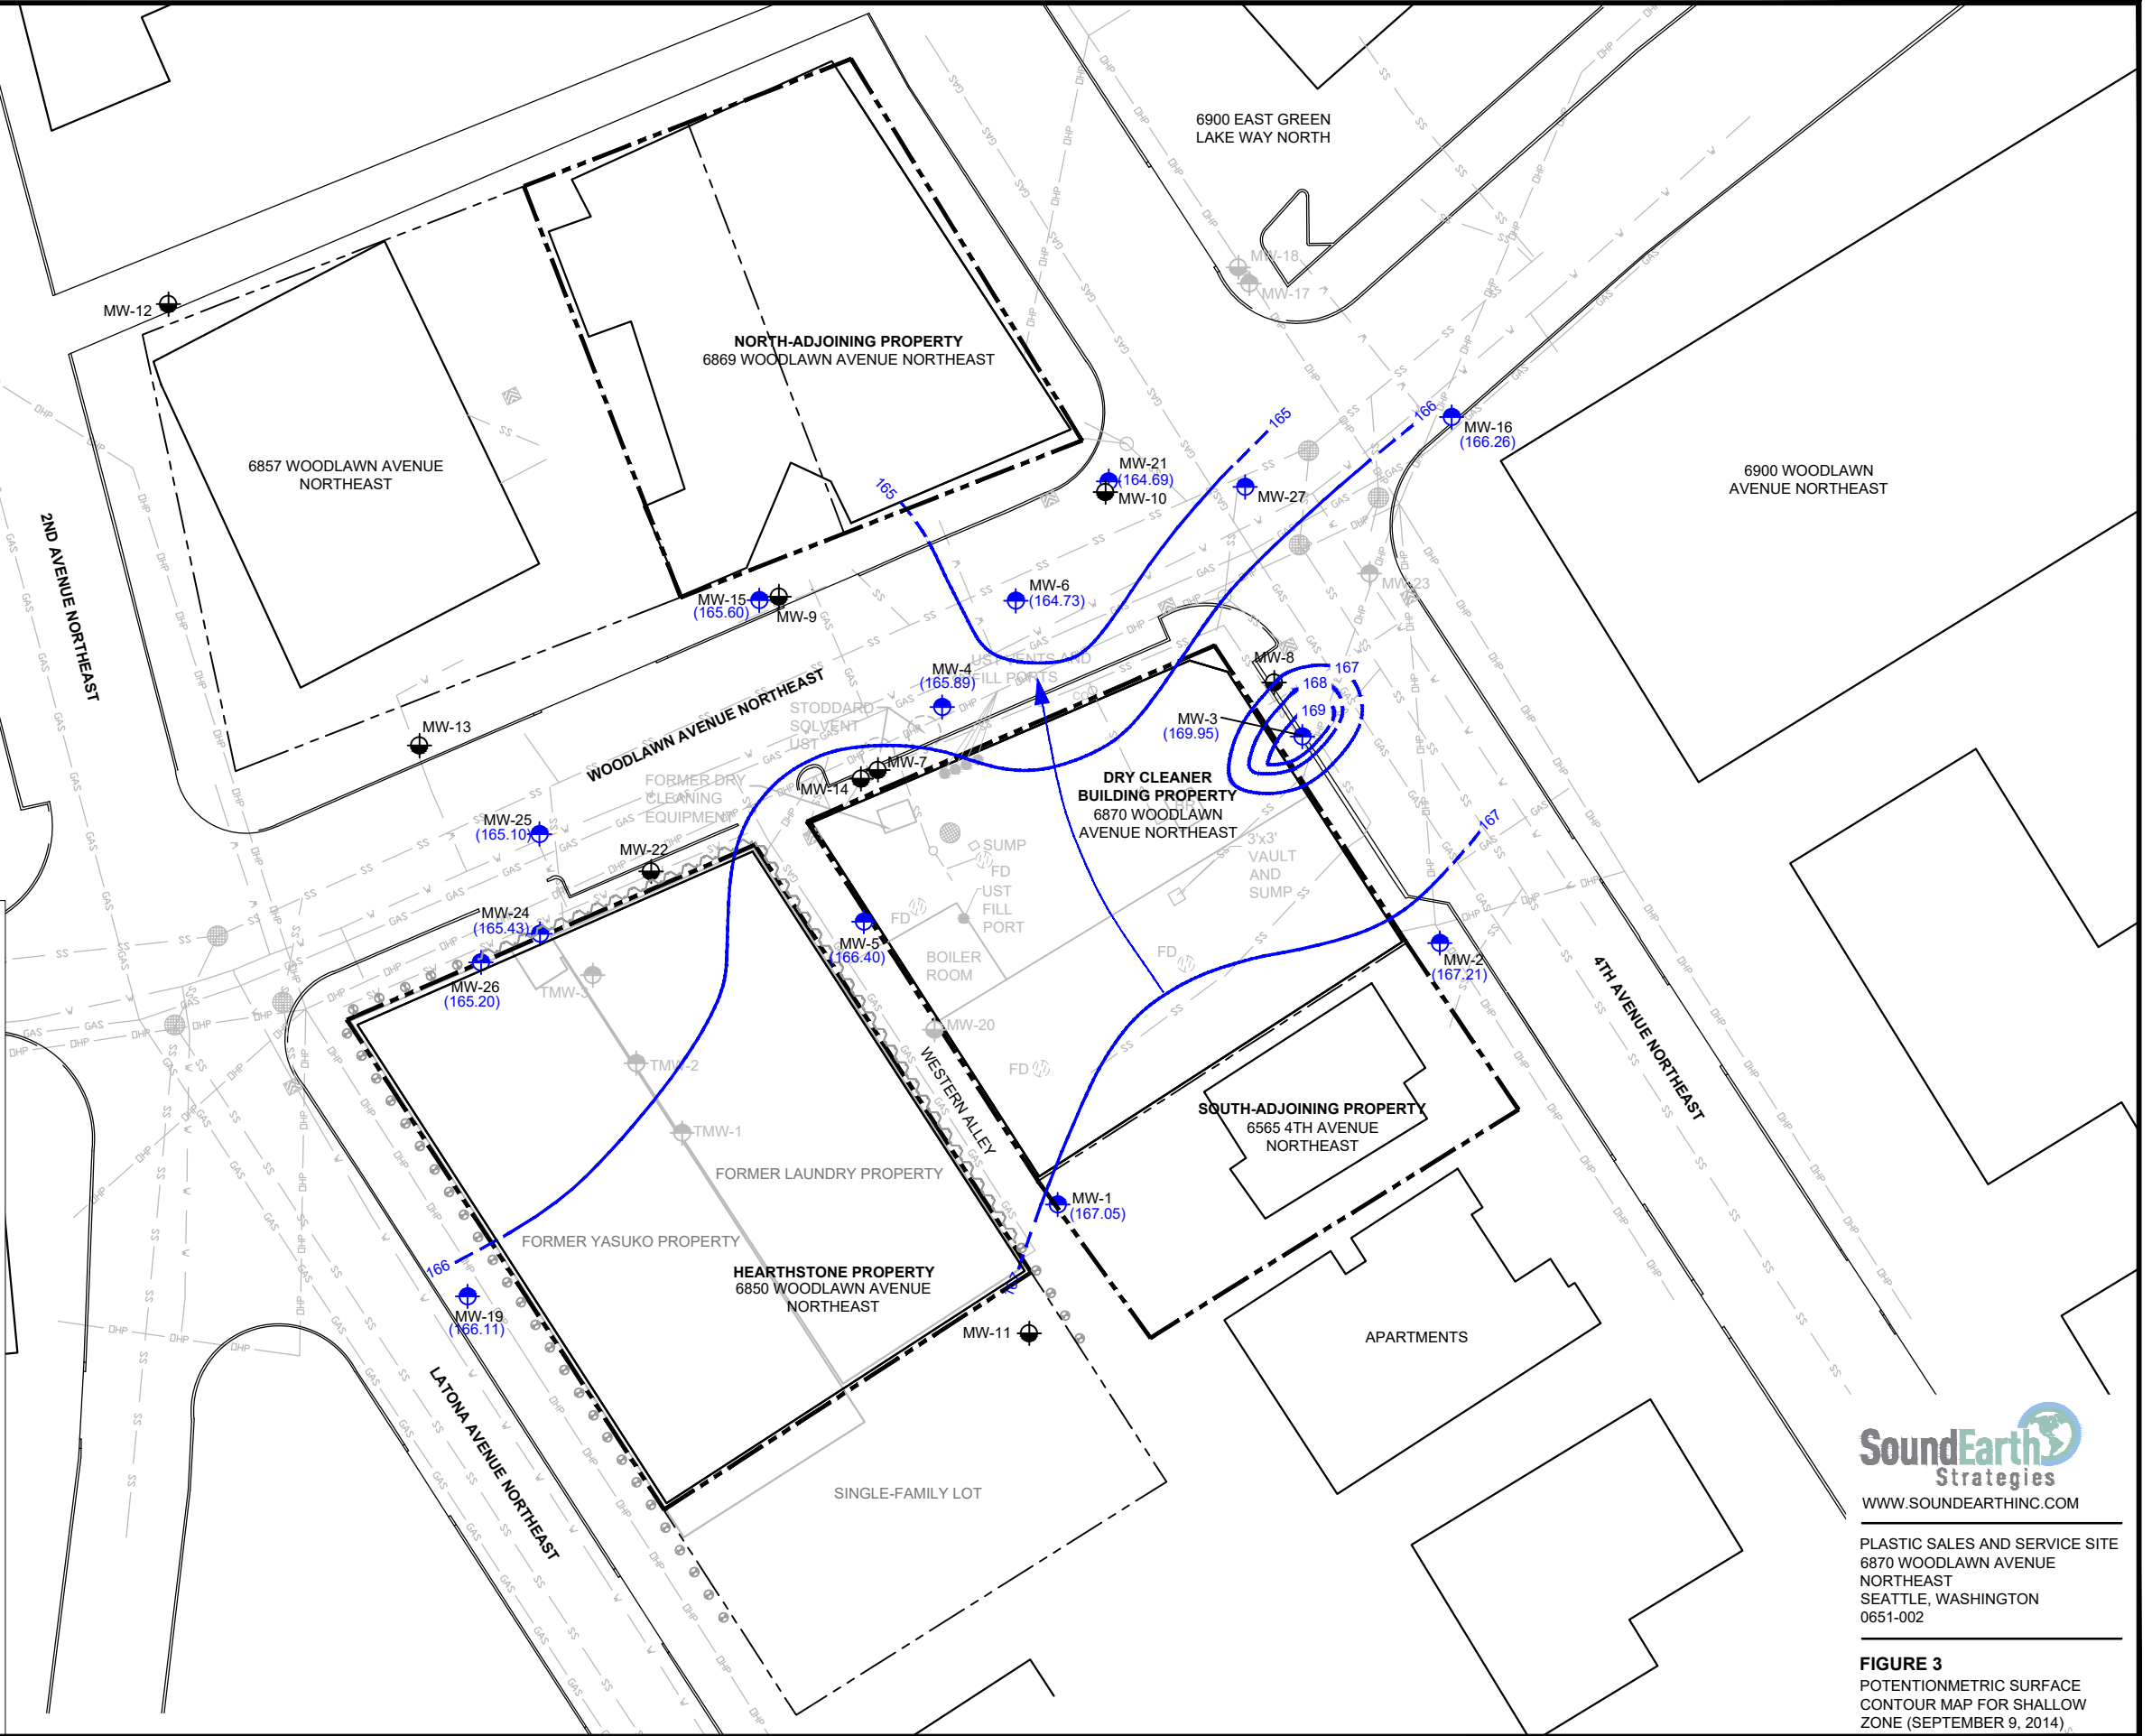 6900 EAST GREEN
LAKE WAY NORTH
MW-18
MW-17
MW-12
NORTH-ADJOINING PROPERTY
6869 WOODLAWN AVENUE NORTHEAST
6857 WOODLAWN AVENUE
NORTHEAST
165
166
MW-16
(166.26)
6900 WOODLAWN
AVENUE NORTHEAST
MW-21
(164.69)
MW-10
MW-27
165
2ND AVENUE NORTHEAST
MW-23
MW-6
(164.73)
MW-15
(165.60)
MW-9
MW-4
(165.89)
UST VENTS AND
FILL PORTS
CO
MW-8
167
168
169
MW-3
(169.95)
STODDARD
SOLVENT
UST
WOODLAWN AVENUE NORTHEAST
MW-13
FORMER DRY
CLEANING
EQUIPMENT
MW-7
MW-14
DRY CLEANER
BUILDING PROPERTY
6870 WOODLAWN
AVENUE NORTHEAST
BR
MW-25
(165.10)
MW-22
SUMP
FD
UST
FILL
PORT
3'x3'
VAULT
AND
SUMP
167
MW-24
(165.43)
FD
MW-5
(166.40)
BOILER
ROOM
FD
MW-2
(167.21)
MW-26
(165.20)
TMW-3
MW-20
4TH AVENUE NORTHEAST
TMW-2
FD
WESTERN ALLEY
TMW-1
SOUTH-ADJOINING PROPERTY
6565 4TH AVENUE
NORTHEAST
FORMER LAUNDRY PROPERTY
MW-1
(167.05)
FORMER YASUKO PROPERTY
166
167
HEARTHSTONE PROPERTY
6850 WOODLAWN AVENUE
NORTHEAST
MW-19
(166.11)
MW-11
APARTMENTS
LATONA AVENUE NORTHEAST
SINGLE-FAMILY LOT
SoundEarth
Strategies
WWW.SOUNDEARTHINC.COM
PLASTIC SALES AND SERVICE SITE
6870 WOODLAWN AVENUE
NORTHEAST
SEATTLE, WASHINGTON
0651-002
FIGURE 3
POTENTIONMETRIC SURFACE
CONTOUR MAP FOR SHALLOW
ZONE (SEPTEMBER 9, 2014)